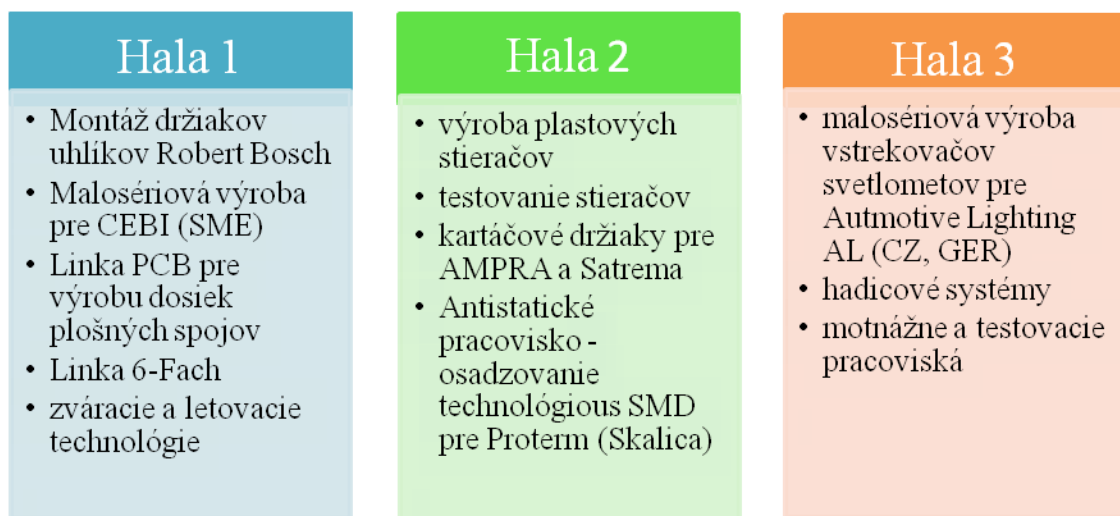 Hala 1
• Montáž držiakov
uhlíkov Robert Bosch
• Malosériová výroba
pre CEBI (SME)
• Linka PCB pre
výrobu dosiek
plošných spojov
• Linka 6-Fach
• zváracie a letovacie
technológie
Hala 2
• výroba plastových
stieračov
• testovanie stieračov
• kartáčové držiaky pre
AMPRA a Satrema
• Antistatické
pracovisko -
osadzovanie
technológious SMD
pre Proterm (Skalica)
Hala 3
• malosériová výroba
vstrekovačov
svetlometov pre
Autmotive Lighting
AL (CZ, GER)
• hadicové systémy
• motnážne a testovacie
pracoviská